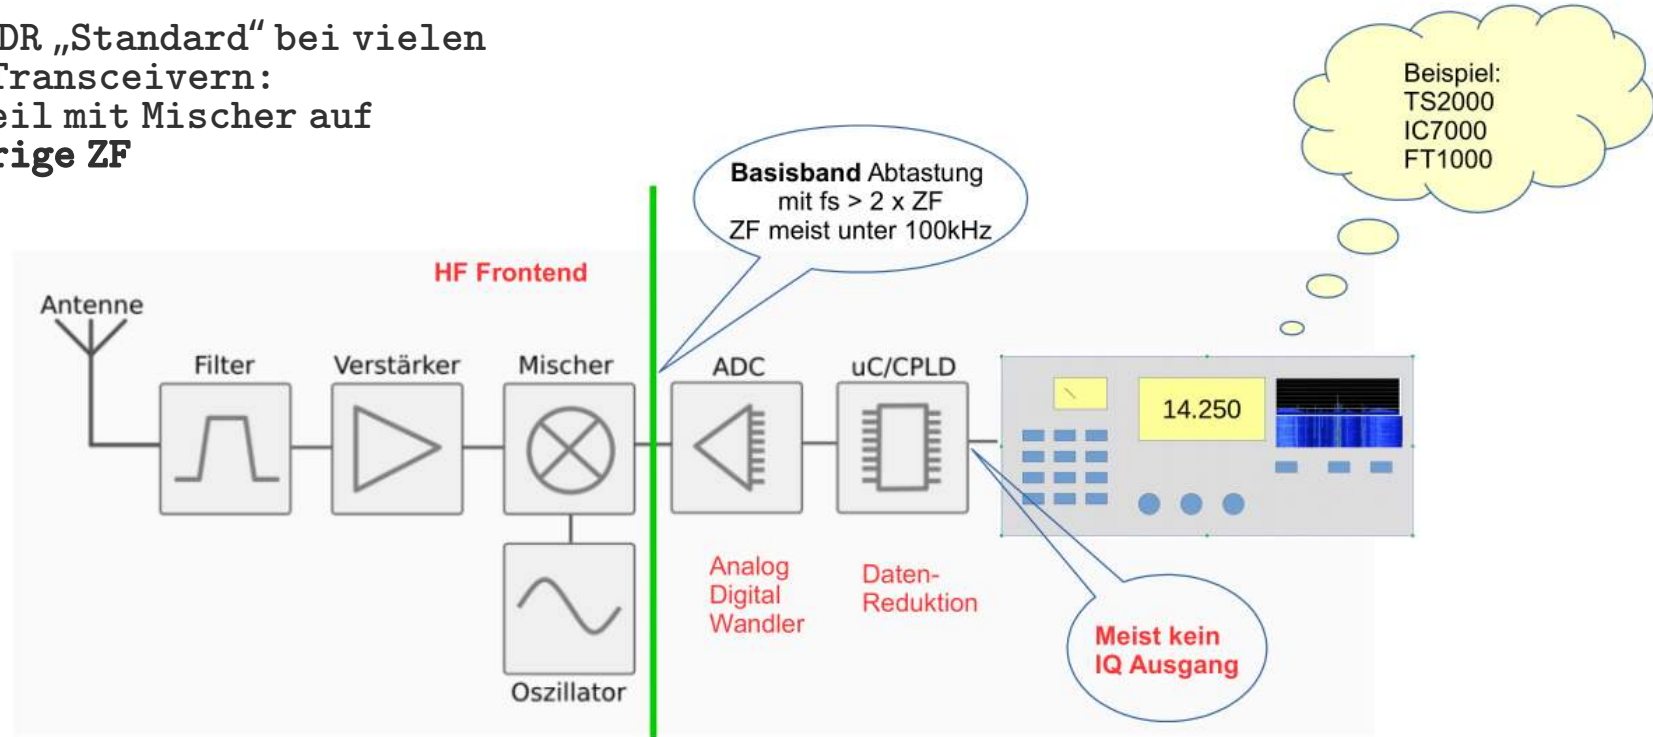 DR „Standard“ bei vielen
Transceivern:
eil mit Mischer auf
rige ZF
Beispiel:
TS2000
IC7000
FT1000
Basisband Abtastung
mit fs > 2 x ZF
ZF meist unter 100kHz
HF Frontend
Antenne
Filter
Verstärker
Mischer
ADC
uC/CPLD
14.250
Analog
Digital
Wandler
Daten-
Reduktion
Meist kein
IQ Ausgang
Oszillator